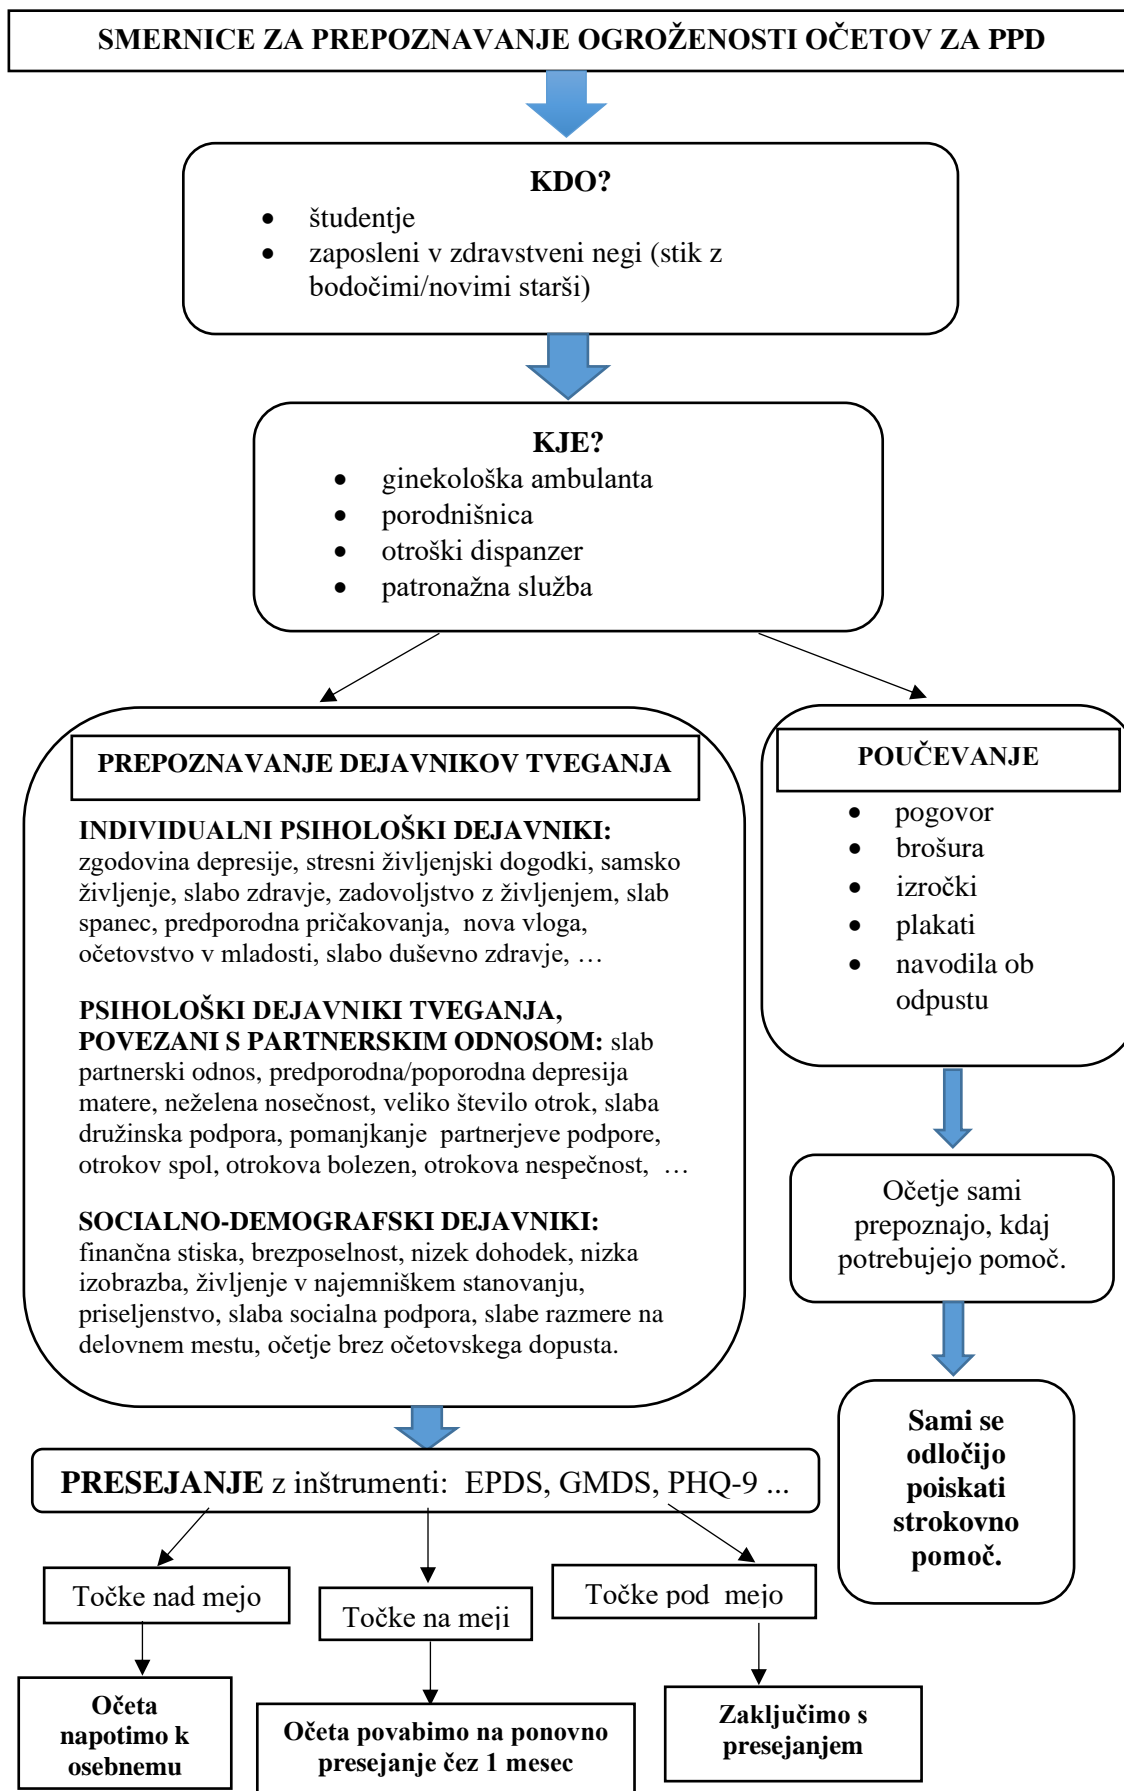 SMERNICE ZA PREPOZNAVANJE OGROŽENOSTI OČETOV ZA PPD
KDO?
• študentje
• zaposleni v zdravstveni negi (stik z
bodočimi/novimi starši)
KJE?
• ginekološka ambulanta
• porodnišnica
• otroški dispanzer
• patronažna služba
PREPOZNAVANJE DEJAVNIKOV TVEGANJA
INDIVIDUALNI PSIHOLOŠKI DEJAVNIKI:
zgodovina depresije, stresni življenjski dogodki, samsko
življenje, slabo zdravje, zadovoljstvo z življenjem, slab
spanec, predporodna pričakovanja, nova vloga,
očetovstvo v mladosti, slabo duševno zdravje, …
PSIHOLOŠKI DEJAVNIKI TVEGANJA,
POVEZANI S PARTNERSKIM ODNOSOM: slab
partnerski odnos, predporodna/poporodna depresija
matere, neželena nosečnost, veliko število otrok, slaba
družinska podpora, pomanjkanje partnerjeve podpore,
otrokov spol, otrokova bolezen, otrokova nespečnost, …
SOCIALNO-DEMOGRAFSKI DEJAVNIKI:
finančna stiska, brezposelnost, nizek dohodek, nizka
izobrazba, življenje v najemniškem stanovanju,
priseljenstvo, slaba socialna podpora, slabe razmere na
delovnem mestu, očetje brez očetovskega dopusta.
POUČEVANJE
• pogovor
• brošura
• izročki
• plakati
• navodila ob
odpustu
Očetje sami
prepoznajo, kdaj
potrebujejo pomoč.
Sami se
odločijo
poiskati
strokovno
pomoč.
PRESEJANJE z inštrumenti: EPDS, GMDS, PHQ-9 ...
Točke nad mejo
Točke na meji
Točke pod mejo
Očeta
napotimo k
osebnemu
Očeta povabimo na ponovno
presejanje čez 1 mesec
Zaključimo s
presejanjem